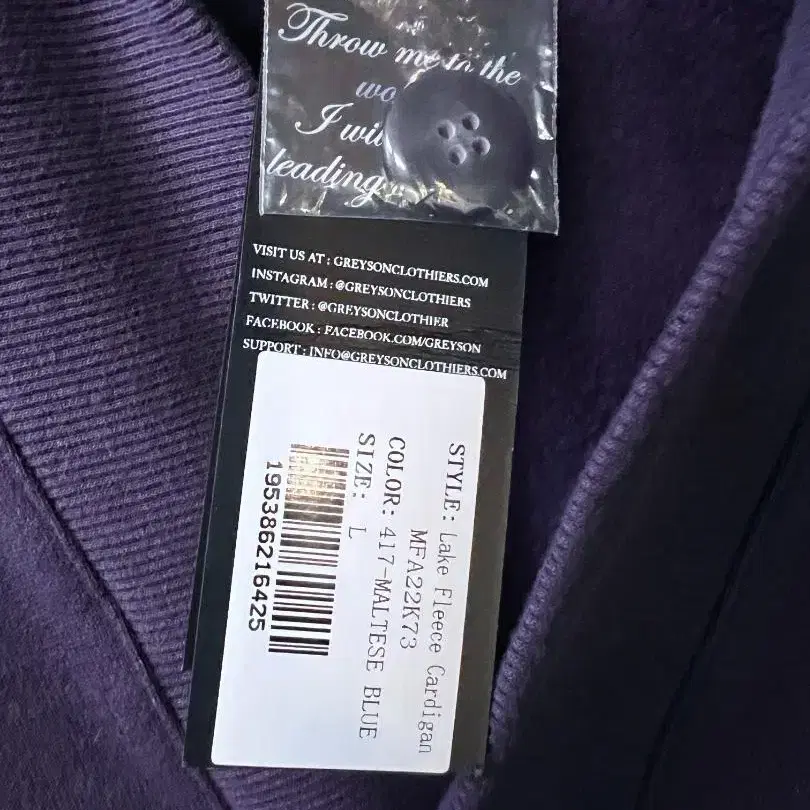 Throw me to the
wo
I wi
leading
VISIT US AT : GREYSONCLOTHIERS.COM
INSTAGRAM : @GREYSONCLOTHIERS
TWITTER : @GREYSONCLOTHIER
FACEBOOK : FACEBOOK.COM/GREYSON
SUPPORT : INFO@GREYSONCLOTHIERS.COM
STYLE: Lake Fleece Cardigan
MFA22K73
COLOR: 417-MALTESE BLUE
SIZE: L
195386216425